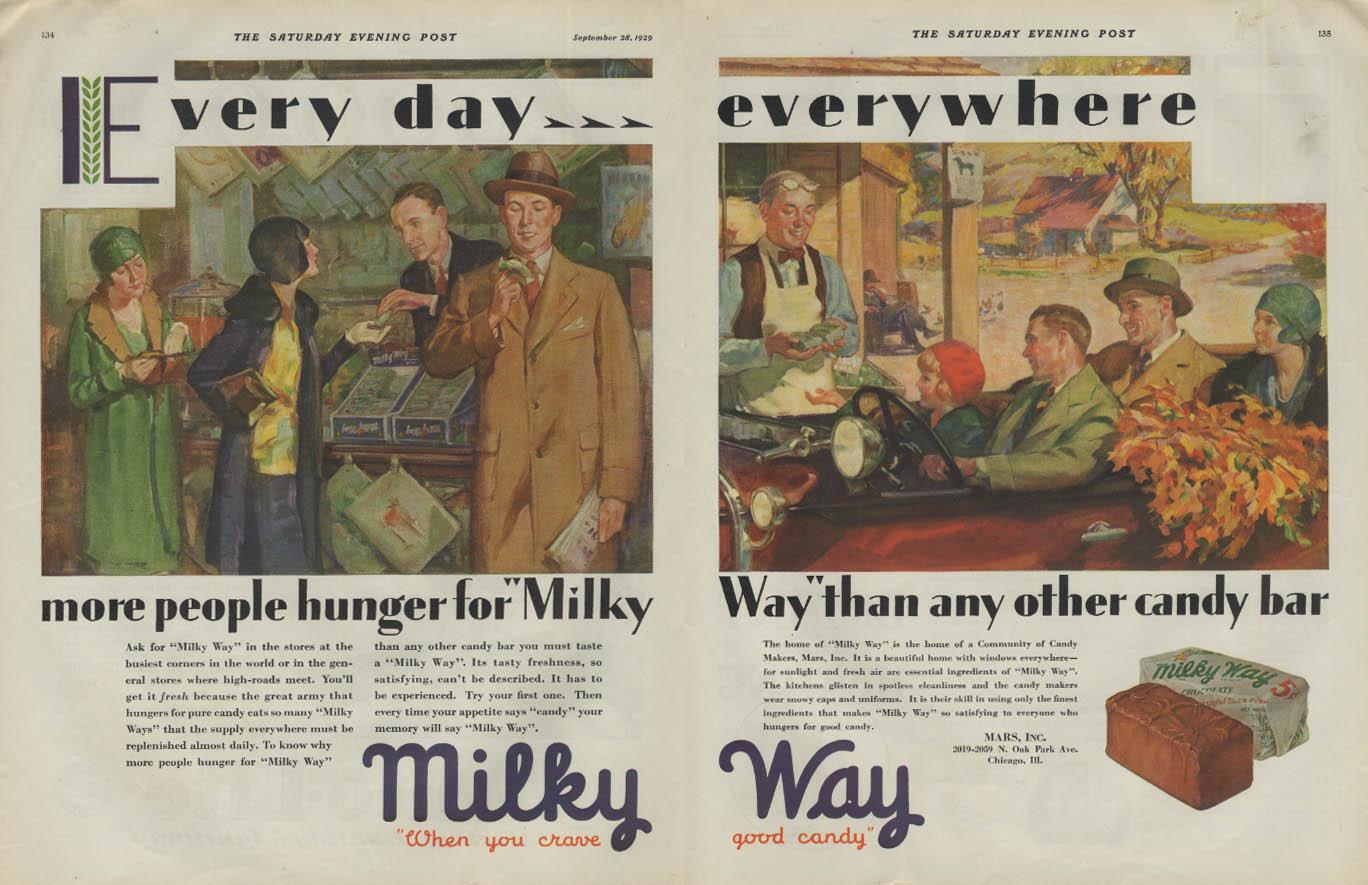 134
THE SATURDAY EVENING POST
September 28, 1929
Every day
more people hunger for "Milky
Ask for "Milky Way" in the stores at the
busiest corners in the world or in the gen-
eral stores where high-roads meet. You'll
get it fresh because the great army that
hungers for pure candy eats so many "Milky
Ways" that the supply everywhere must be
replenished almost daily. To know why
more people hunger for "Milky Way"
than any other candy bar you must taste
a "Milky Way". Its tasty freshness, so
satisfying, can't be described. It has to
be experienced. Try your first one. Then
every time your appetite says "candy" your
memory will say "Milky Way".
Milky
"When you crave
THE SATURDAY EVENING POST
135
everywhere
Way" than any other candy bar
The home of "Milky Way" is the home of a Community of Candy
Makers, Mars, Inc. It is a beautiful home with windows everywhere—
for sunlight and fresh air are essential ingredients of "Milky Way".
The kitchens glisten in spotless cleanliness and the candy makers
wear snowy caps and uniforms. It is their skill in using only the finest
ingredients that makes "Milky Way" so satisfying to everyone who
hungers for good candy.
MARS, INC.
2019-2059 N. Oak Park Ave.
Chicago, Ill.
Milky Way
CHOCOLATE
5¢
Way
good candy"